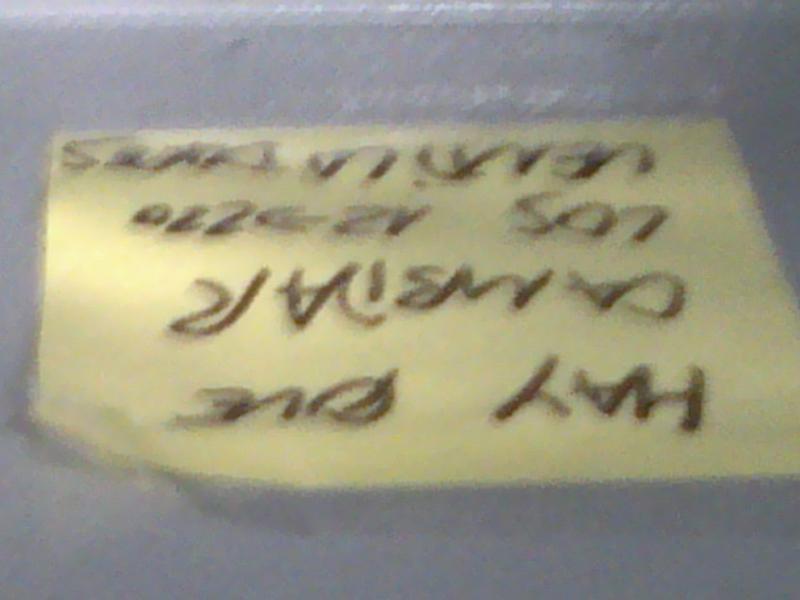 HAY QUE
CAMBIAR
LOS
VENTILADORES